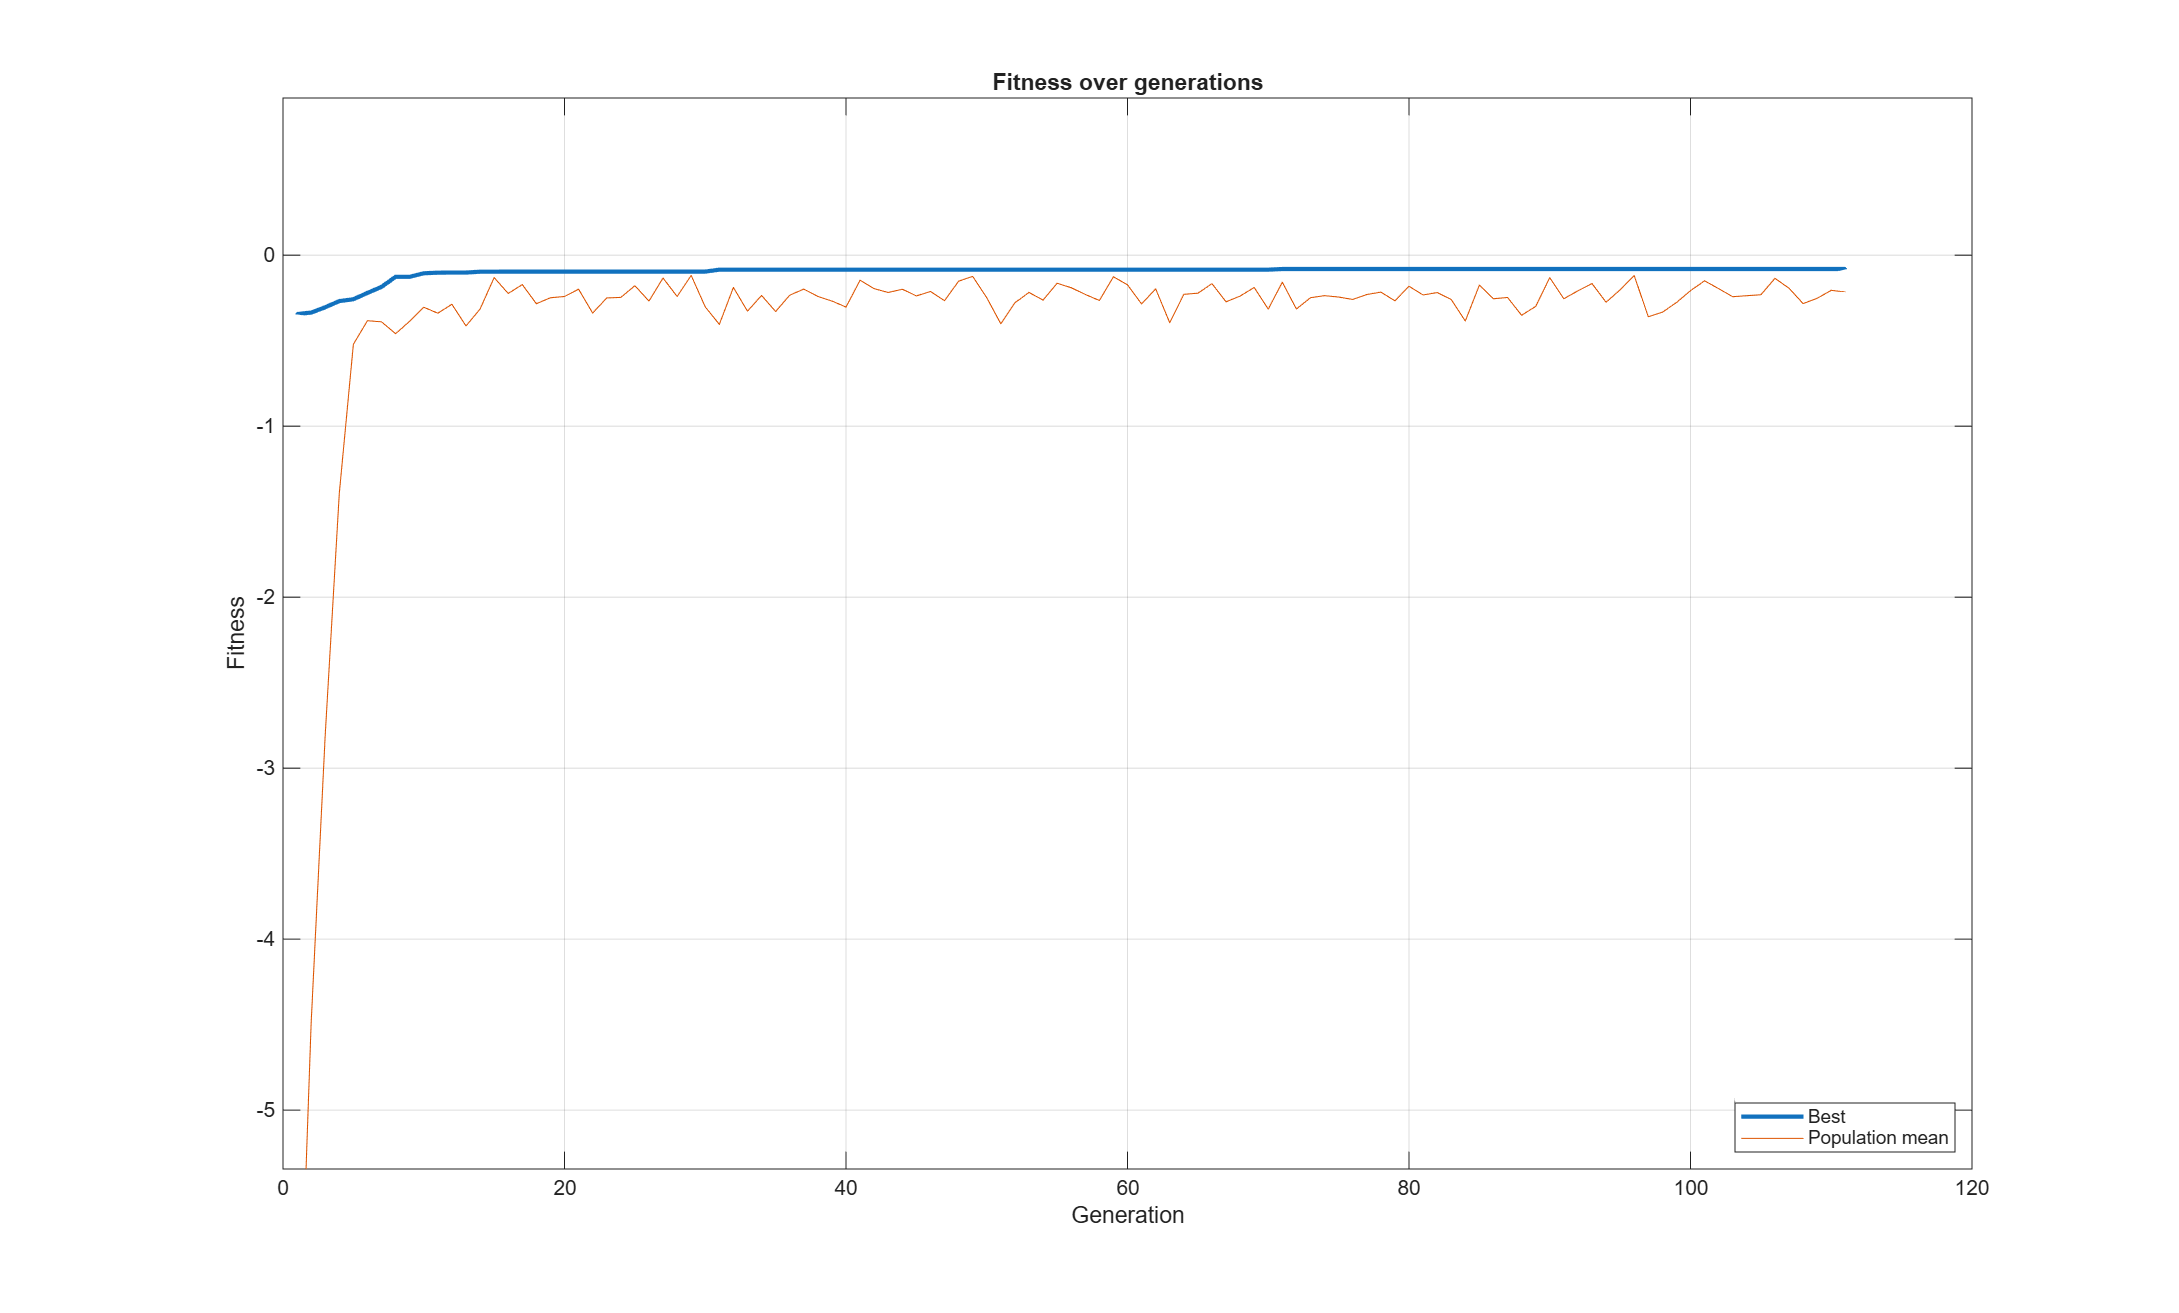 Fitness over generations
0
-1
-2
-3
-4
-5
Fitness
0 20 40 60 80 100 120
Generation
Best
Population mean